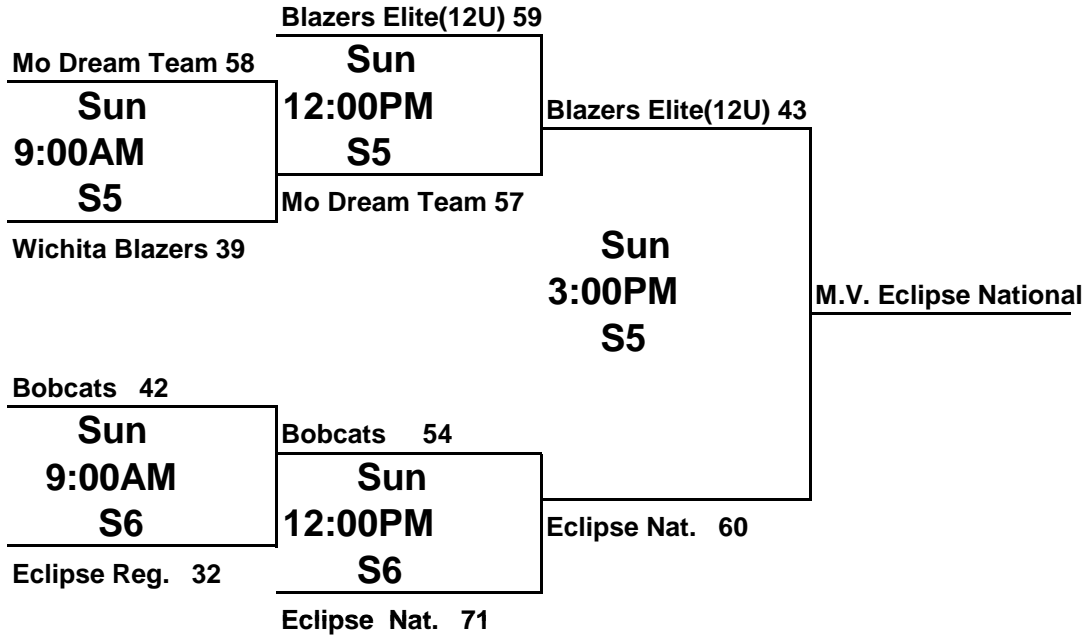 Blazers Elite(12U) 59
Mo Dream Team 58
Sun
12:00PM
S5
Sun
9:00AM
S5
Blazers Elite(12U) 43
Mo Dream Team 57
Wichita Blazers 39
Sun
3:00PM
S5
M.V. Eclipse National
Bobcats 42
Sun
9:00AM
S6
Bobcats 54
Sun
12:00PM
S6
Eclipse Nat. 60
Eclipse Reg. 32
Eclipse Nat. 71